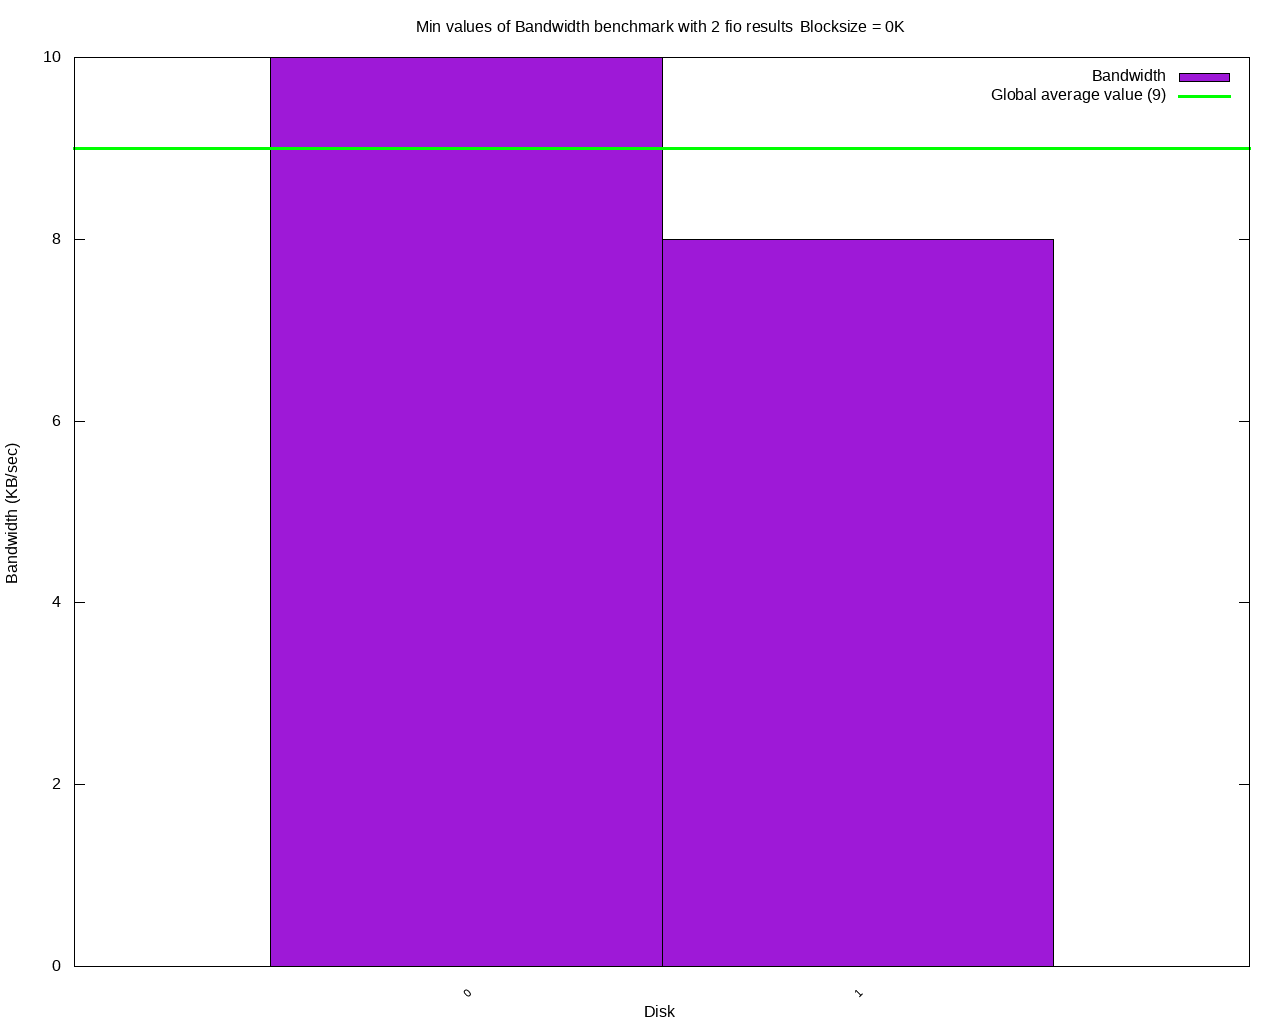 Min values of Bandwidth benchmark with 2 fio results Blocksize = 0K
Bandwidth
Global average value (9)
10
8
6
4
2
0
Bandwidth (KB/sec)
0
1
Disk